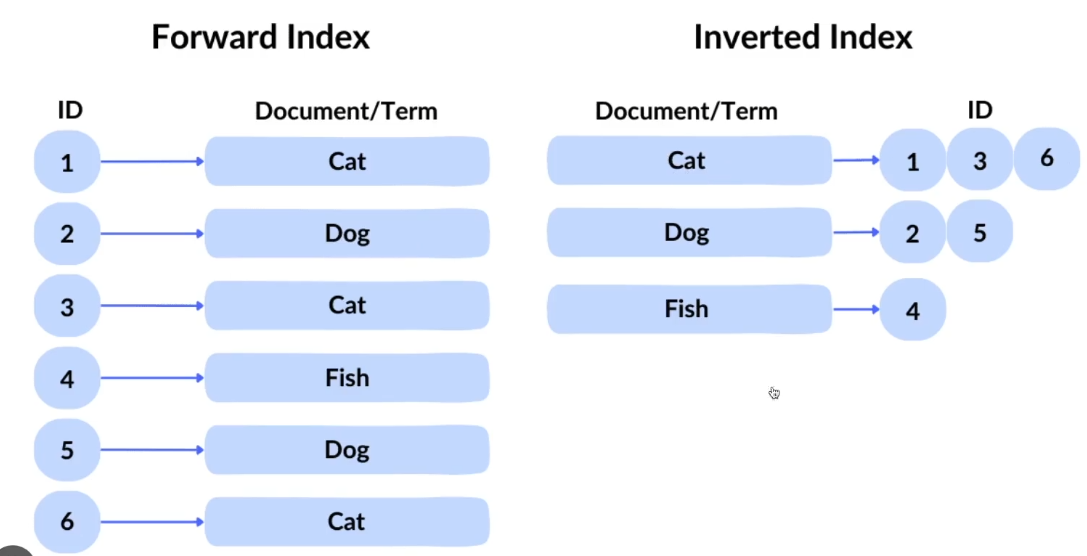 Forward Index
ID Document/Term
1 Cat
2 Dog
3 Cat
4 Fish
5 Dog
6 Cat
Inverted Index
Document/Term ID
Cat 1 3 6
Dog 2 5
Fish 4